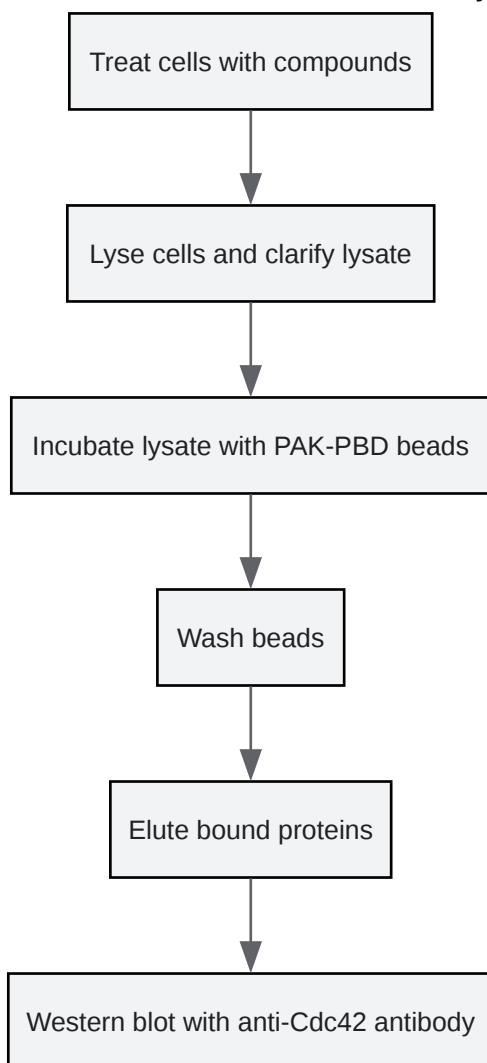 Treat cells with compounds
Lyse cells and clarify lysate
Incubate lysate with PAK-PBD beads
Wash beads
Elute bound proteins
Western blot with anti-Cdc42 antibody